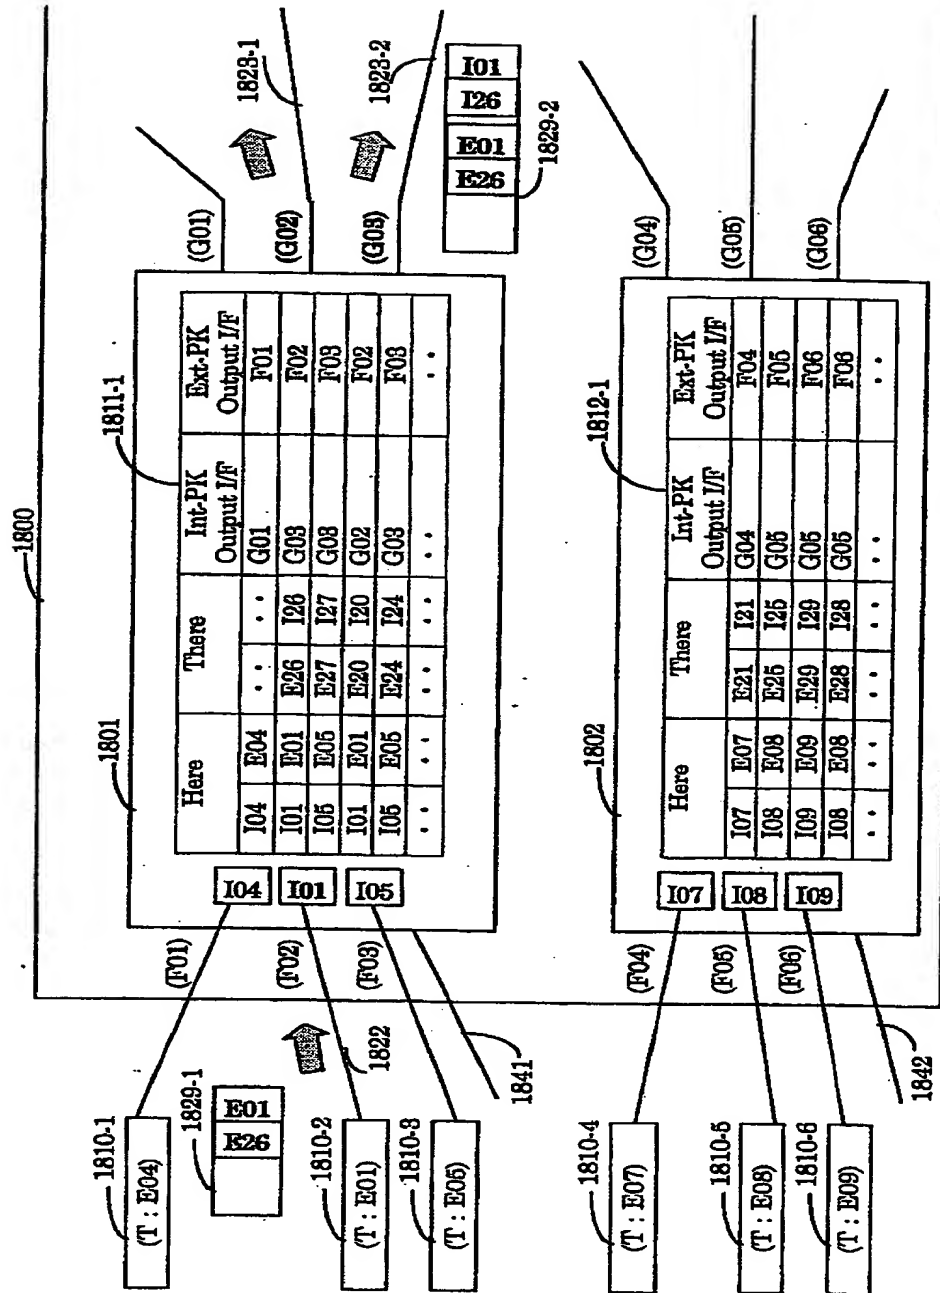 1800
1801
1811-1
Here
There
Int-PK
Output I/F
Ext-PK
Output I/F
I04 E04 . . . . G01 F01
I01 E01 E26 I26 G03 F02
I05 E05 E27 I27 G03 F03
I01 E01 E20 I20 G02 F02
I05 E05 E24 I24 G03 F03
. . . . . . . . . . . .
I04
I01
I05
(F01)
(F02)
(F03)
(G01)
(G02)
(G03)
1823-1
1823-2
I01
I26
E01
E26
1829-2
1810-1
(T : E04)
1829-1
E01
E26
1810-2
(T : E01)
1822
1810-3
(T : E05)
1841
1802
1812-1
Here
There
Int-PK
Output I/F
Ext-PK
Output I/F
I07 E07 E21 I21 G04 F04
I08 E08 E25 I25 G05 F05
I09 E09 E29 I29 G05 F06
I08 E08 E28 I28 G05 F06
. . . . . . . . . . . .
I07
I08
I09
(F04)
(F05)
(F06)
(G04)
(G05)
(G06)
1810-4
(T : E07)
1810-5
(T : E08)
1810-6
(T : E09)
1842